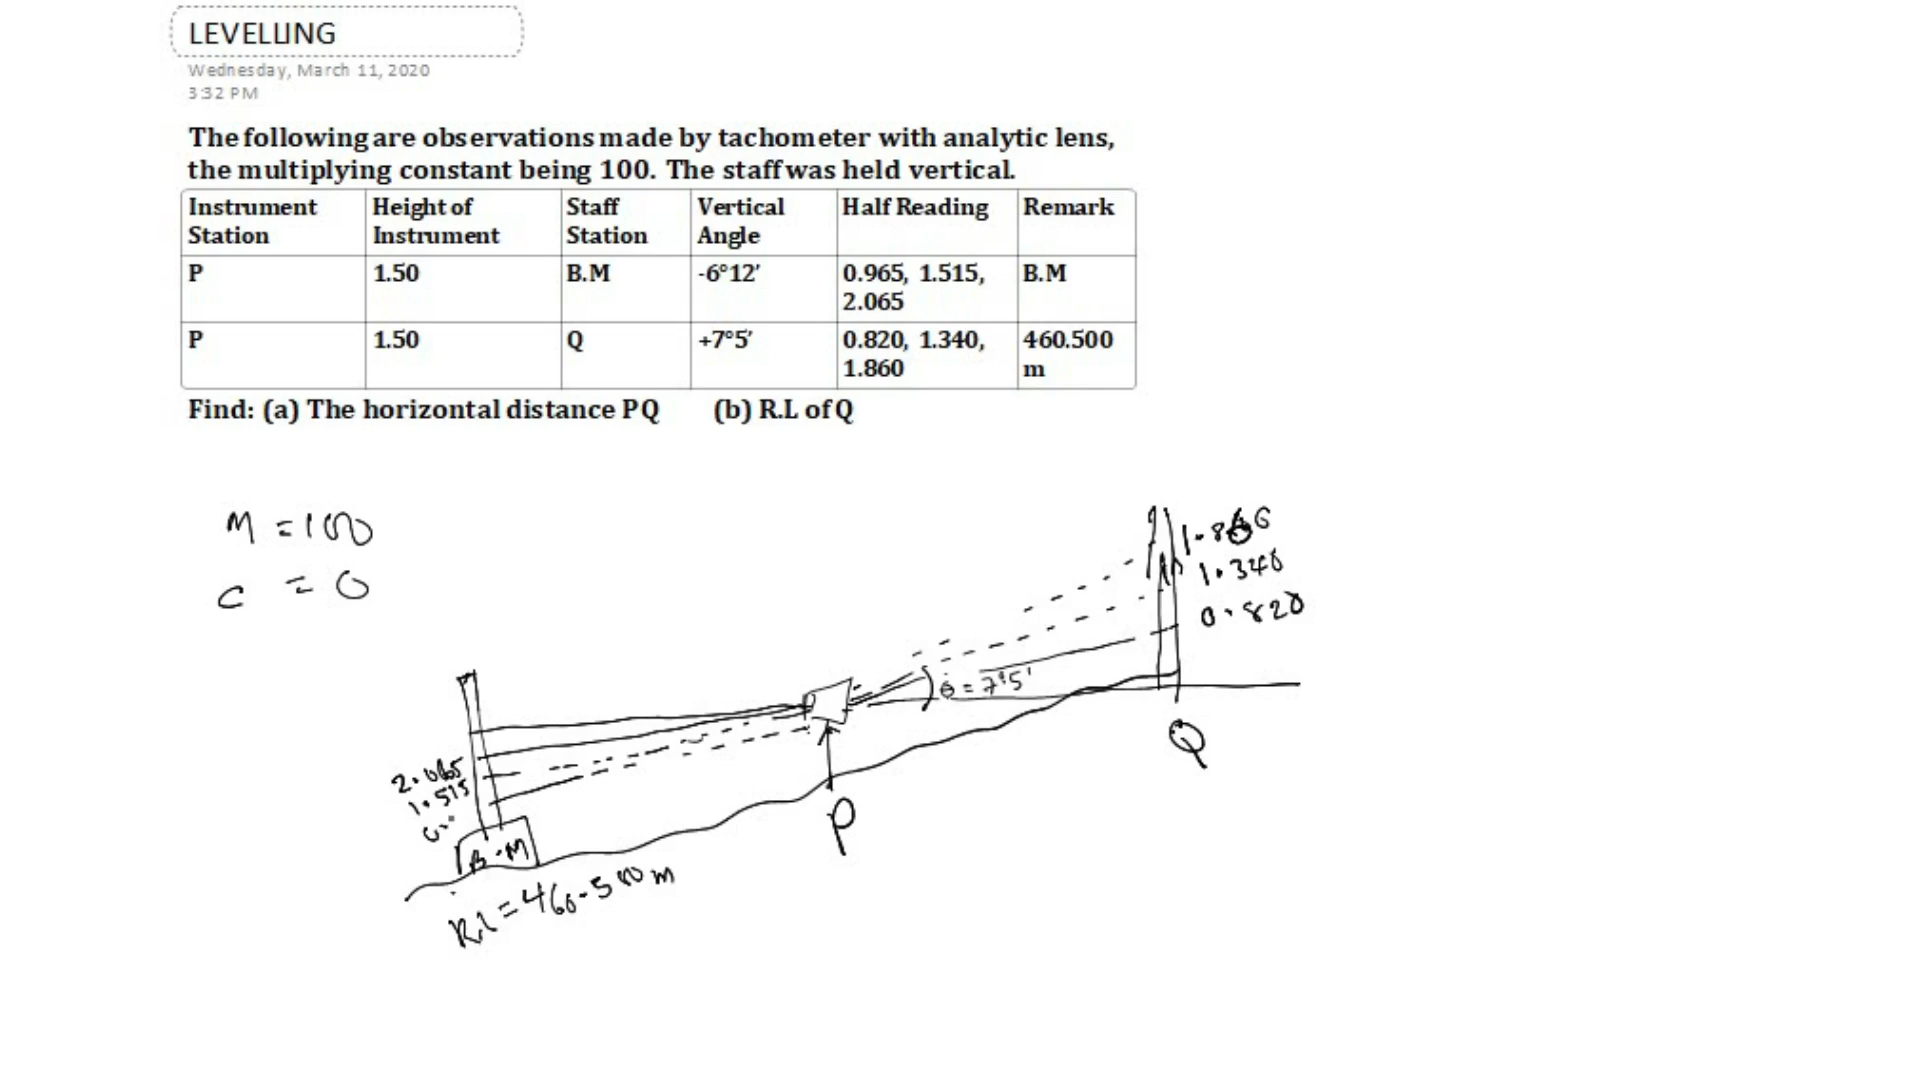 LEVELLING
Wednesday, March 11, 2020
3:32 PM
The following are observations made by tachometer with analytic lens,
the multiplying constant being 100. The staff was held vertical.
Instrument Station Height of Instrument Staff Station Vertical Angle Half Reading Remark
P 1.50 B.M -6°12' 0.965, 1.515, 2.065 B.M
P 1.50 Q +7°5' 0.820, 1.340, 1.860 460.500 m
Find: (a) The horizontal distance PQ (b) R.L of Q
M = 100
C = 0
1.340
0.820
θ = 7°5'
Q
2.065
1.515
P
B.M
R.L = 460.500 m